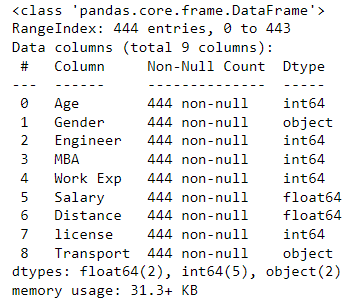 <class 'pandas.core.frame.DataFrame'>
RangeIndex: 444 entries, 0 to 443
Data columns (total 9 columns):
 #   Column     Non-Null Count  Dtype
---  ------     --------------  -----
 0   Age        444 non-null    int64
 1   Gender     444 non-null    object
 2   Engineer   444 non-null    int64
 3   MBA        444 non-null    int64
 4   Work Exp   444 non-null    int64
 5   Salary     444 non-null    float64
 6   Distance   444 non-null    float64
 7   license    444 non-null    int64
 8   Transport  444 non-null    object
dtypes: float64(2), int64(5), object(2)
memory usage: 31.3+ KB